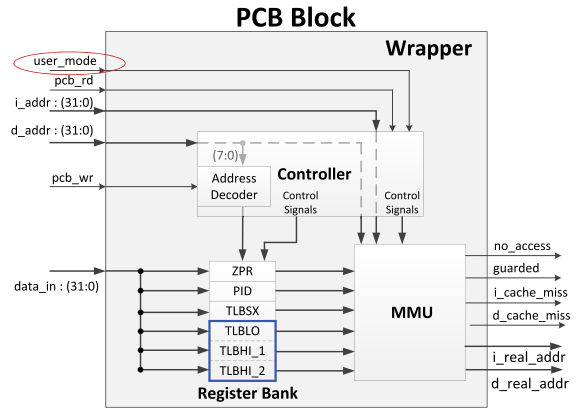 PCB Block
Wrapper
user_mode
pcb_rd
i_addr : (31:0)
d_addr : (31:0)
(7:0)
Controller
Address
Decoder
Control
Signals
Control
Signals
pcb_wr
data_in : (31:0)
ZPR
PID
TLBSX
TLBLO
TLBHI_1
TLBHI_2
Register Bank
MMU
no_access
guarded
i_cache_miss
d_cache_miss
i_real_addr
d_real_addr